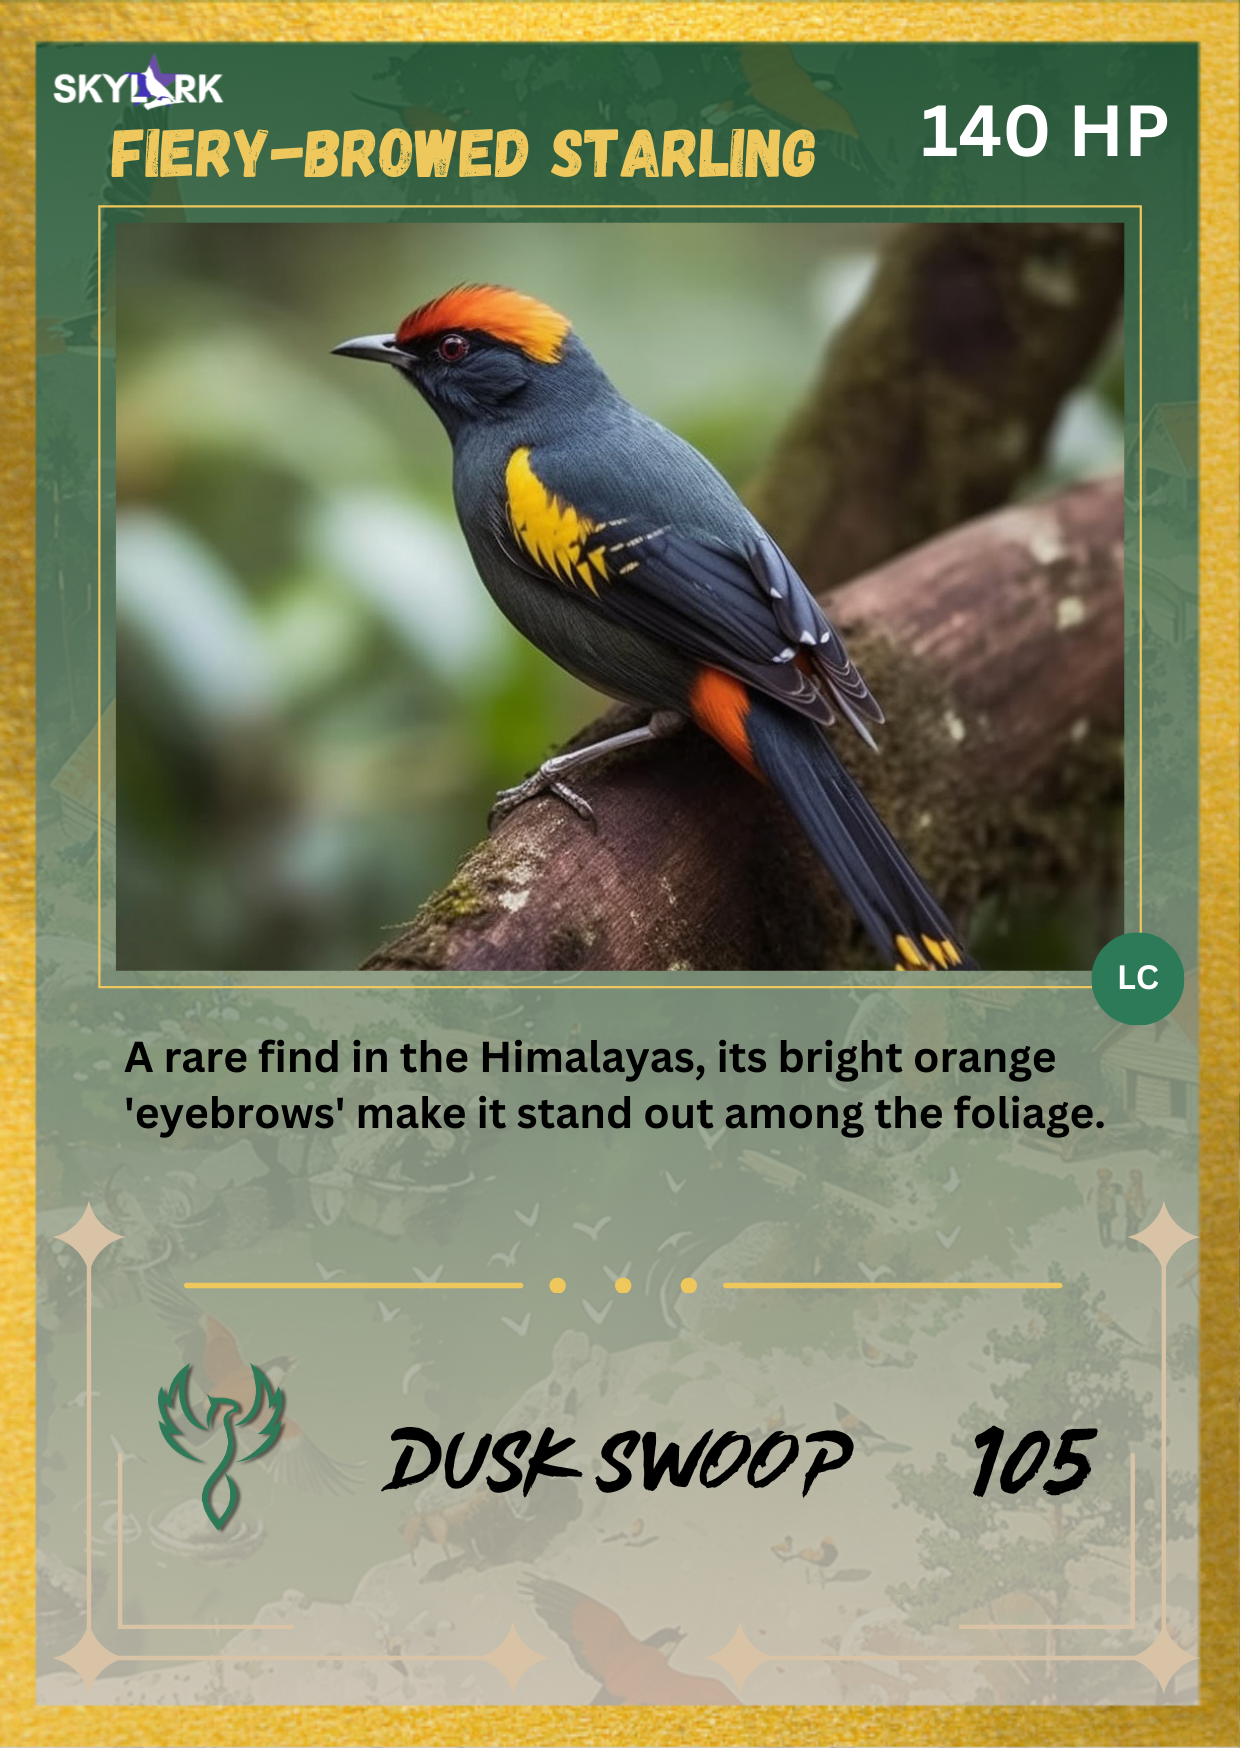 SKYLARK
FIERY-BROWED STARLING
140 HP
LC
A rare find in the Himalayas, its bright orange
'eyebrows' make it stand out among the foliage.
DUSK SWOOP 105